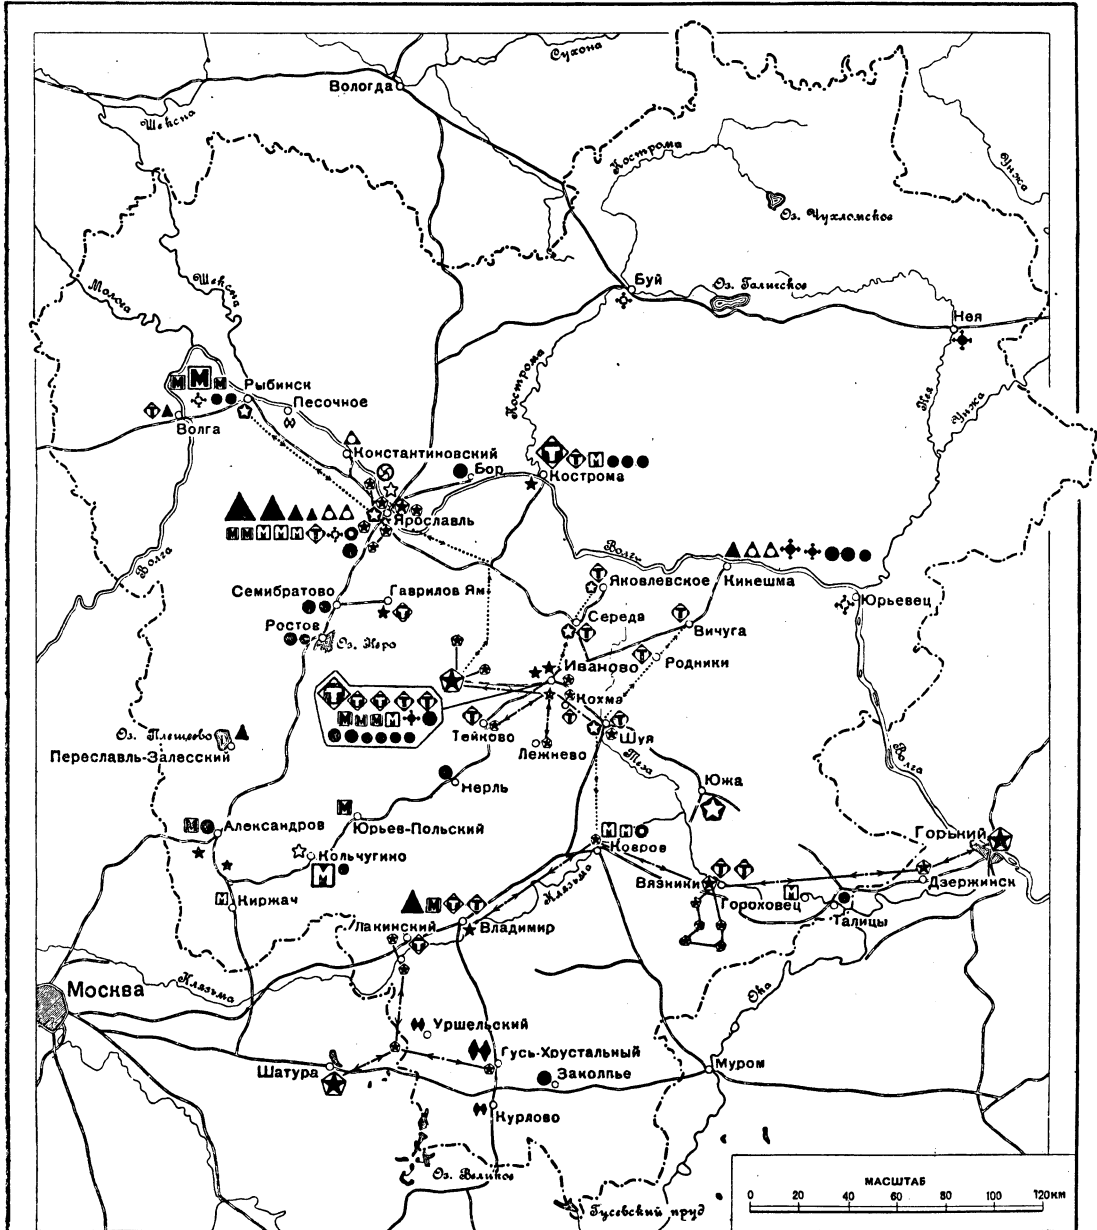 Сухона
Вологда
Шексна
Кострома
Унжа
Оз. Чухломское
Шексна
Молога
Буй
Оз. Галичское
Нея
Кострома
Нея
Унжа
М М М
Рыбинск
Песочное
Т
Волга
Константиновский
Бор
Т Т М
Кострома
Ярославль
М М М М М Т
Волга
Волга
Т
Яковлевское
Кинешма
Семибратово
Гаврилов Ям
Т
Юрьевец
Ростов
Оз. Неро
Середа
Т
Т
Вичуга
Т
Родники
Иваново
Т Т Т Т Т
М М М М
Кохма
Т
Т
Тейково
Т
Шуя
Лежнево
Оз. Плещеево
Переславль-Залесский
Теза
Волга
Нерль
Южа
М
Александров
М
Юрьев-Польский
М М
Ковров
Горький
Кольчугино
М
Вязники
Т Т
Дзержинск
М
Киржач
Клязьма
Гороховец
М
Талицы
М Т Т
Лакинский
Т
Владимир
Клязьма
Москва
Ока
Уршельский
Гусь-Хрустальный
Шатура
Заколпье
Муром
Курлово
Оз. Великое
Гусевский пруд
МАСШТАБ
0 20 40 60 80 100 120км